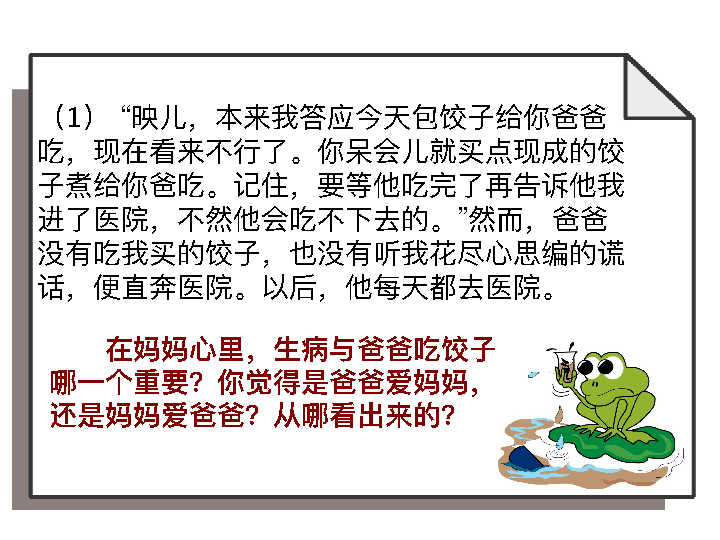 （1）“映儿，本来我答应今天包饺子给你爸爸
吃，现在看来不行了。你呆会儿就买点现成的饺
子煮给你爸吃。记住，要等他吃完了再告诉他我
进了医院，不然他会吃不下去的。”然而，爸爸
没有吃我买的饺子，也没有听我花尽心思编的谎
话，便直奔医院。以后，他每天都去医院。
在妈妈心里，生病与爸爸吃饺子
哪一个重要？你觉得是爸爸爱妈妈，
还是妈妈爱爸爸？从哪看出来的？